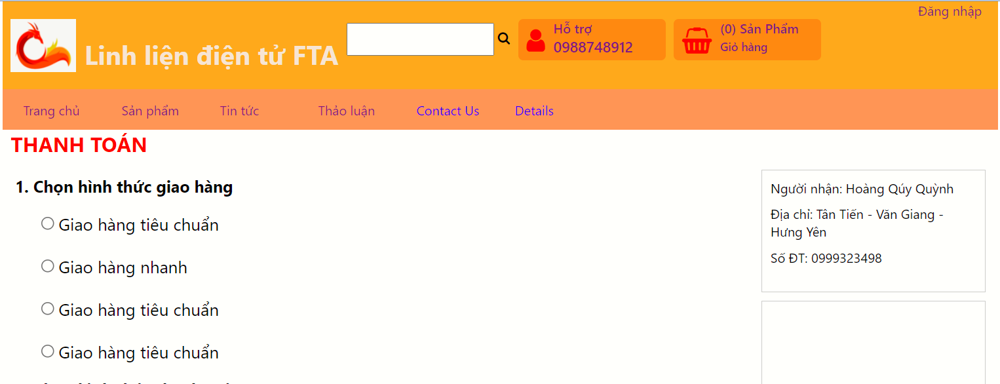 Đăng nhập
Linh liện điện tử FTA
Hỗ trợ
0988748912
(0) Sản Phẩm
Giỏ hàng
Trang chủ
Sản phẩm
Tin tức
Thảo luận
Contact Us
Details
THANH TOÁN
1. Chọn hình thức giao hàng
Giao hàng tiêu chuẩn
Giao hàng nhanh
Giao hàng tiêu chuẩn
Giao hàng tiêu chuẩn
Người nhận: Hoàng Qúy Quỳnh
Địa chỉ: Tân Tiến - Văn Giang -
Hưng Yên
Số ĐT: 0999323498